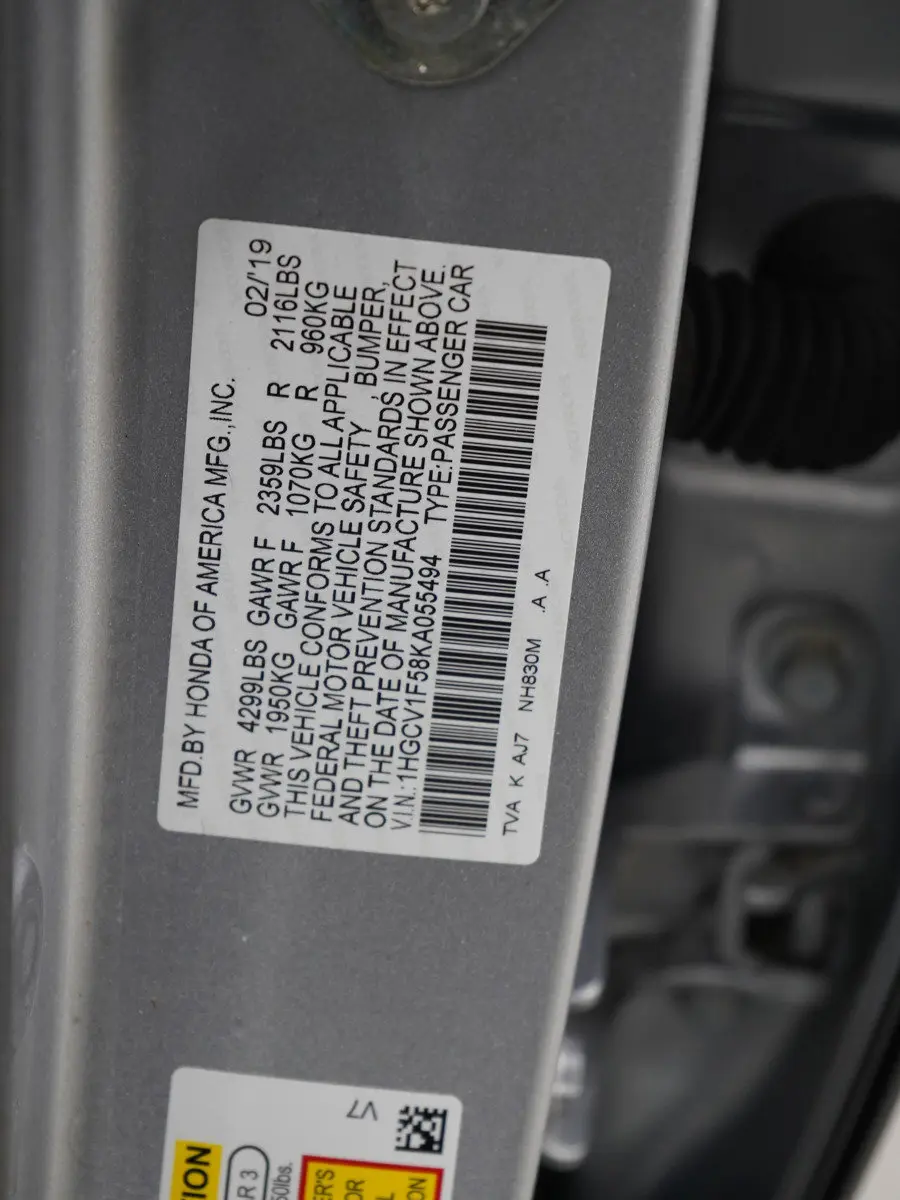 MFD.BY HONDA OF AMERICA MFG.,INC. 02/'19
GVWR 4299LBS GAWR F 2359LBS R 2116LBS
GVWR 1950KG GAWR F 1070KG R 960KG
THIS VEHICLE CONFORMS TO ALL APPLICABLE
FEDERAL MOTOR VEHICLE SAFETY , BUMPER,
AND THEFT PREVENTION STANDARDS IN EFFECT
ON THE DATE OF MANUFACTURE SHOWN ABOVE.
V.I.N.:1HGCV1F58KA055494 TYPE:PASSENGER CAR
TVA K AJ7 NH830M .A .A